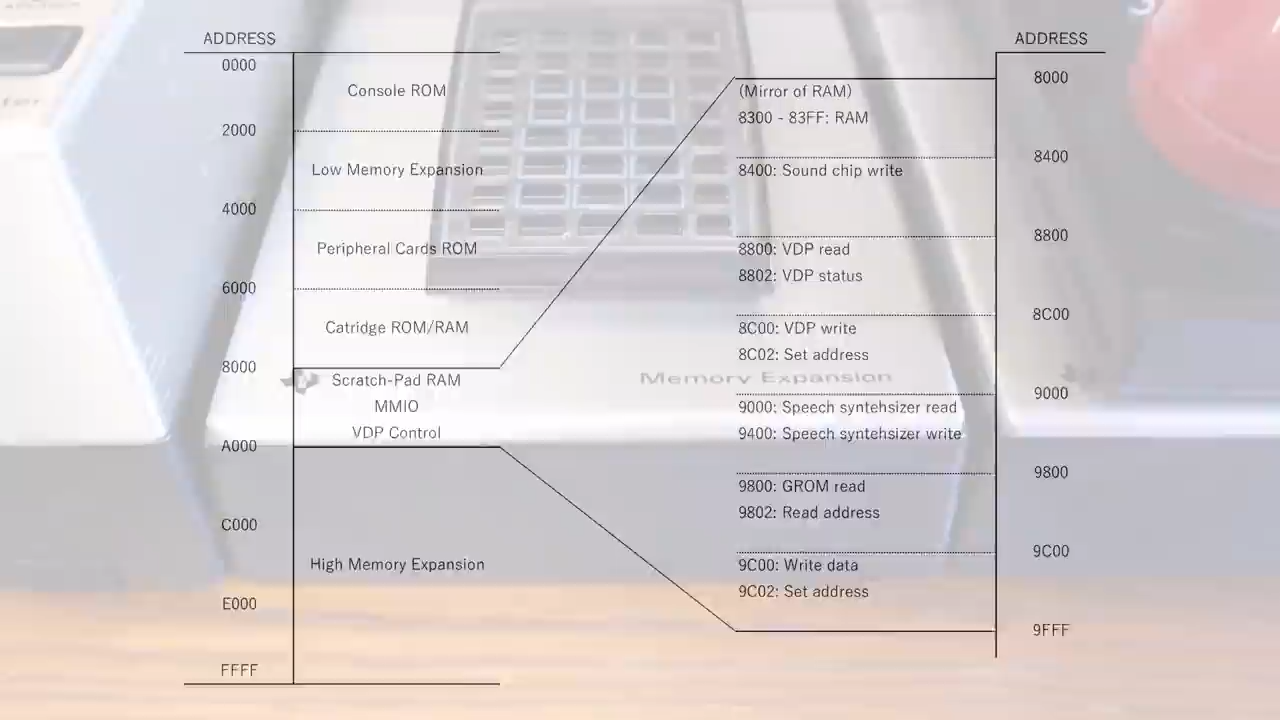 ADDRESS
0000
Console ROM
2000
Low Memory Expansion
4000
Peripheral Cards ROM
6000
Catridge ROM/RAM
8000
Scratch-Pad RAM
MMIO
VDP Control
A000
C000
High Memory Expansion
E000
FFFF
ADDRESS
8000
(Mirror of RAM)
8300 - 83FF: RAM
8400
8400: Sound chip write
8800
8800: VDP read
8802: VDP status
8C00
8C00: VDP write
8C02: Set address
Memory Expansion
9000
9000: Speech syntehsizer read
9400: Speech syntehsizer write
9800
9800: GROM read
9802: Read address
9C00
9C00: Write data
9C02: Set address
9FFF